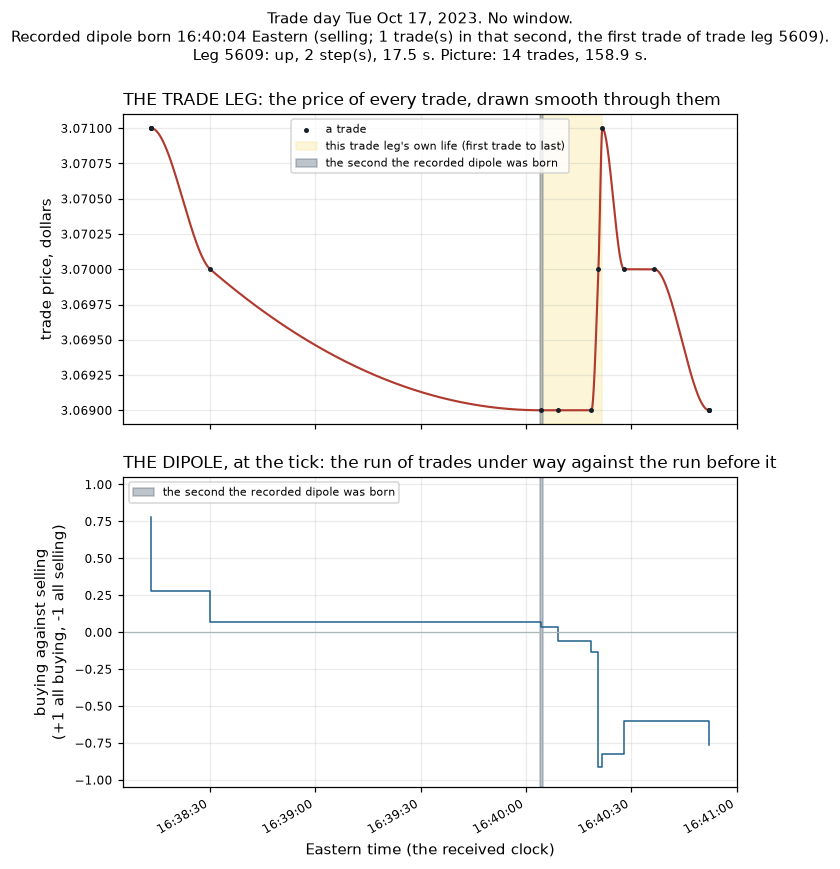 Trade day Tue Oct 17, 2023. No window.
Recorded dipole born 16:40:04 Eastern (selling; 1 trade(s) in that second, the first trade of trade leg 5609).
Leg 5609: up, 2 step(s), 17.5 s. Picture: 14 trades, 158.9 s.
THE TRADE LEG: the price of every trade, drawn smooth through them
a trade
this trade leg's own life (first trade to last)
the second the recorded dipole was born
trade price, dollars
3.07100
3.07075
3.07050
3.07025
3.07000
3.06975
3.06950
3.06925
3.06900
THE DIPOLE, at the tick: the run of trades under way against the run before it
the second the recorded dipole was born
buying against selling
(+1 all buying, -1 all selling)
1.00
0.75
0.50
0.25
0.00
−0.25
−0.50
−0.75
−1.00
16:38:30
16:39:00
16:39:30
16:40:00
16:40:30
16:41:00
Eastern time (the received clock)